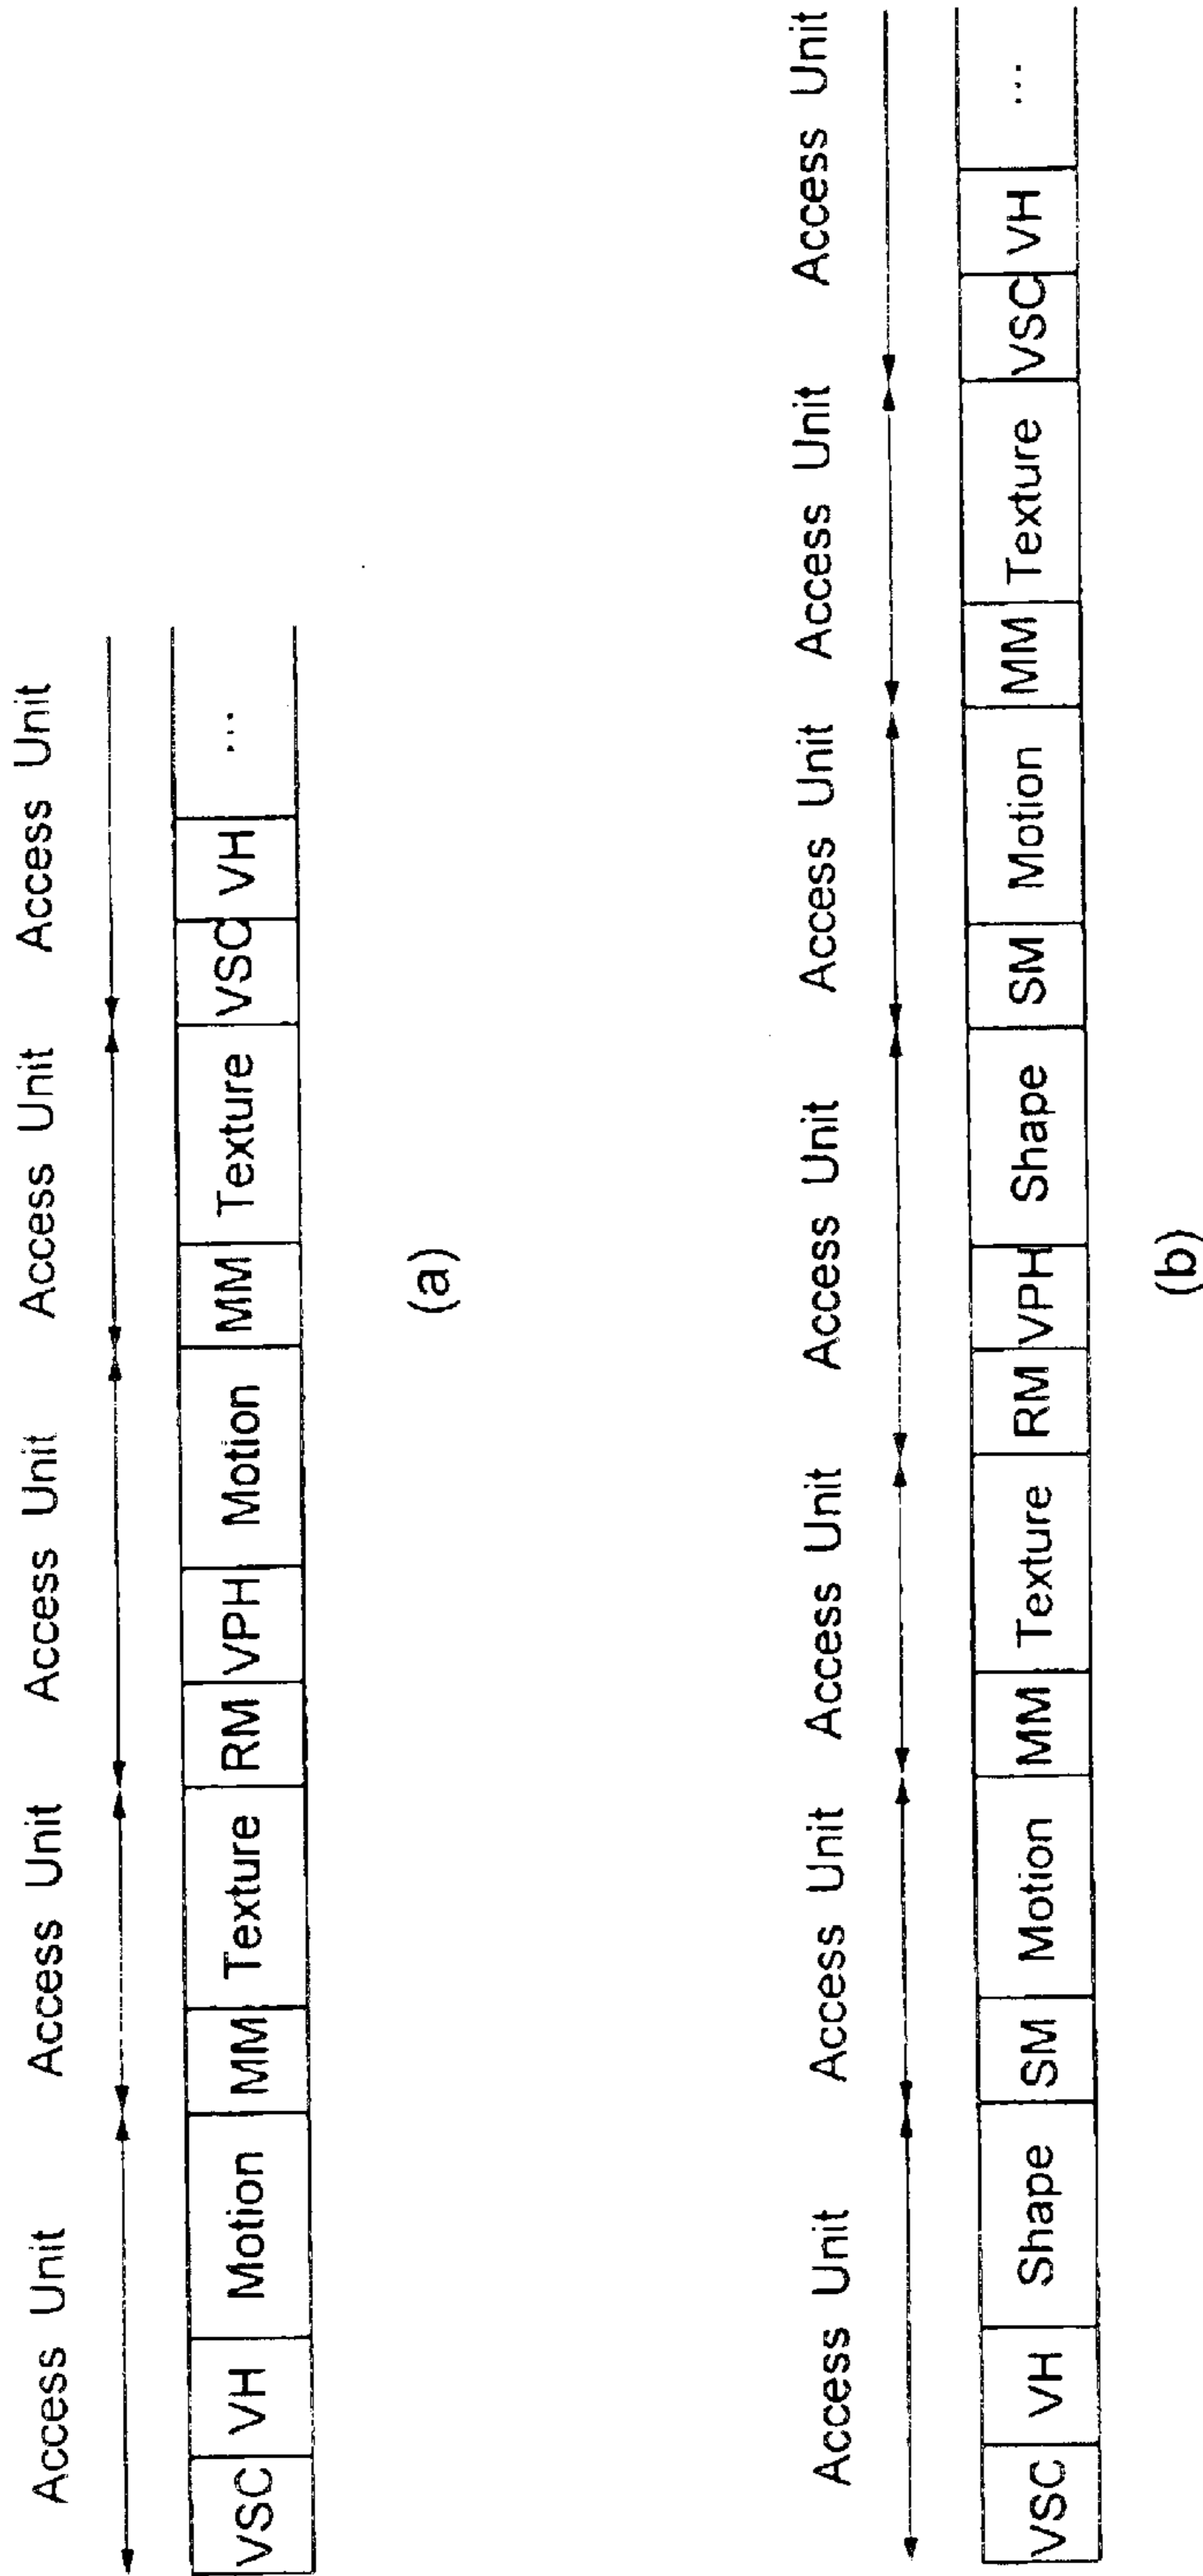 Access Unit Access Unit Access Unit Access Unit Access Unit
VSC VH Motion MM Texture RM VPH Motion MM Texture VSC VH ...
(a)
Access Unit Access Unit Access Unit Access Unit Access Unit Access Unit Access Unit
VSC VH Shape SM Motion MM Texture RM VPH Shape SM Motion MM Texture VSC VH ...
(b)